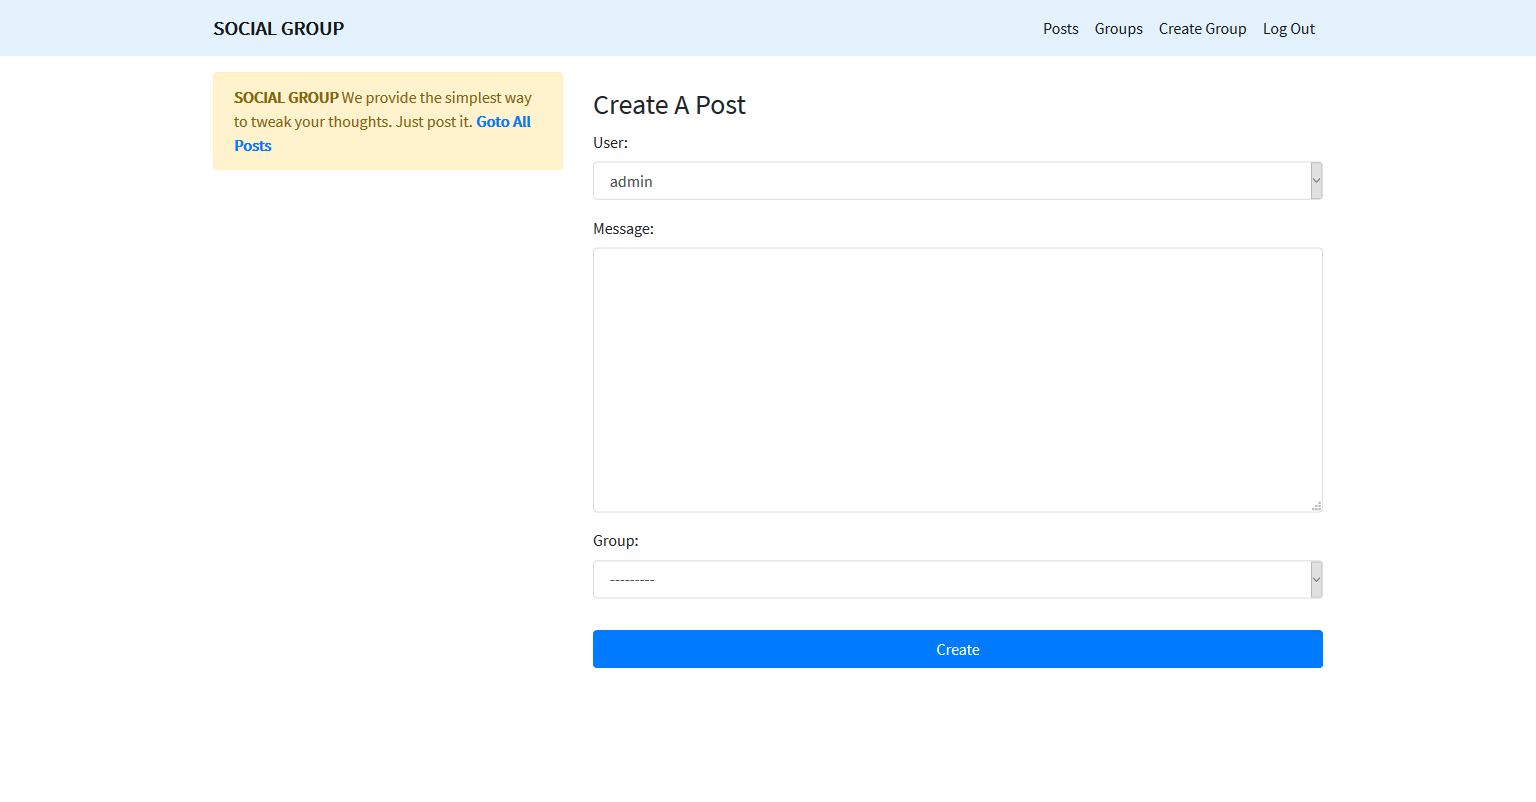 SOCIAL GROUP
Posts Groups Create Group Log Out
SOCIAL GROUP We provide the simplest way
to tweak your thoughts. Just post it. Goto All
Posts
Create A Post
User:
admin
Message:
Group:
---------
Create